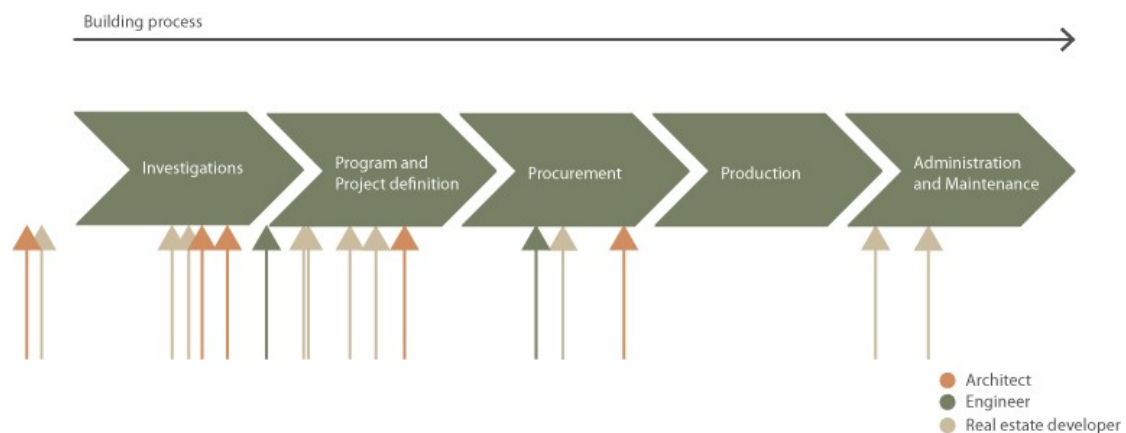 Building process
Investigations
Program and
Project definition
Procurement
Production
Administration
and Maintenance
Architect
Engineer
Real estate developer